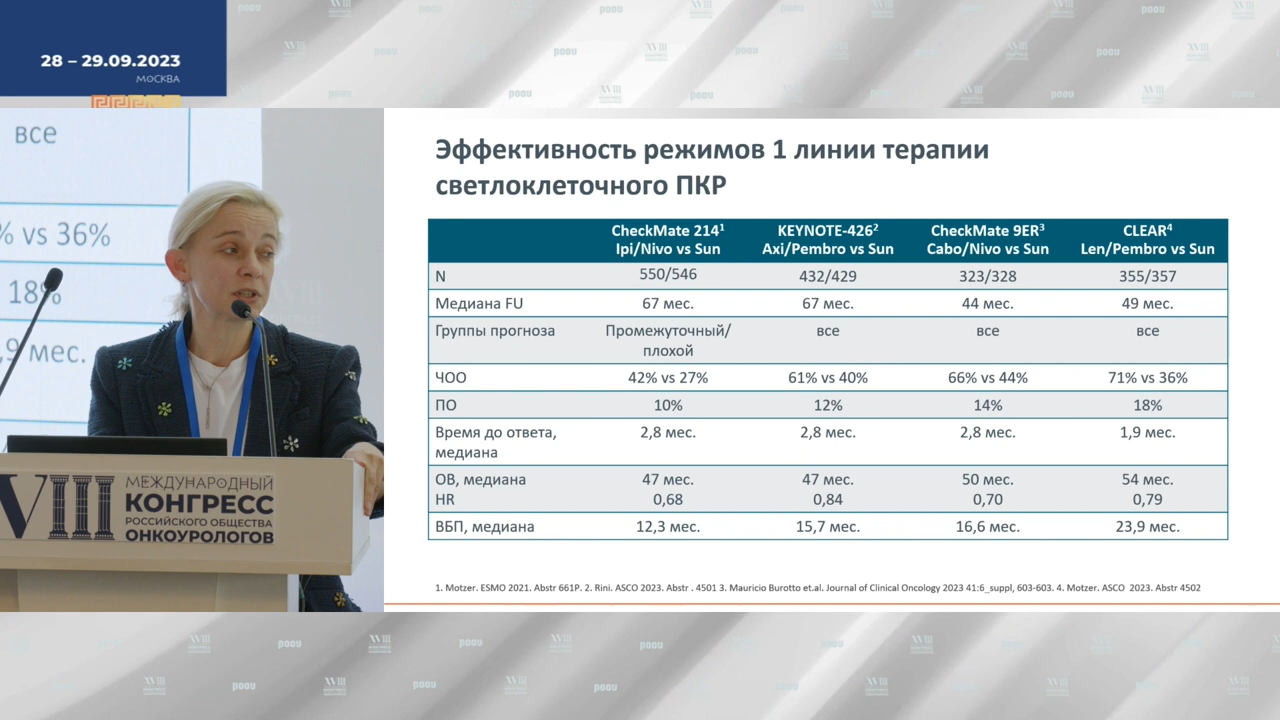 28 – 29.09.2023
МОСКВА
все
% vs 36%
18%
,9 мес.
VIII
МЕЖДУНАРОДНЫЙ
КОНГРЕСС
РОССИЙСКОГО ОБЩЕСТВА
ОНКОУРОЛОГОВ
Эффективность режимов 1 линии терапии
светлоклеточного ПКР
CheckMate 214¹ KEYNOTE-426² CheckMate 9ER³ CLEAR⁴
Ipi/Nivo vs Sun Axi/Pembro vs Sun Cabo/Nivo vs Sun Len/Pembro vs Sun
N 550/546 432/429 323/328 355/357
Медиана FU 67 мес. 67 мес. 44 мес. 49 мес.
Группы прогноза Промежуточный/ все все все
плохой
ЧОО 42% vs 27% 61% vs 40% 66% vs 44% 71% vs 36%
ПО 10% 12% 14% 18%
Время до ответа, 2,8 мес. 2,8 мес. 2,8 мес. 1,9 мес.
медиана
ОВ, медиана 47 мес. 47 мес. 50 мес. 54 мес.
HR 0,68 0,84 0,70 0,79
ВБП, медиана 12,3 мес. 15,7 мес. 16,6 мес. 23,9 мес.
1. Motzer. ESMO 2021. Abstr 661P. 2. Rini. ASCO 2023. Abstr . 4501 3. Mauricio Burotto et.al. Journal of Clinical Oncology 2023 41:6_suppl, 603-603. 4. Motzer. ASCO 2023. Abstr 4502